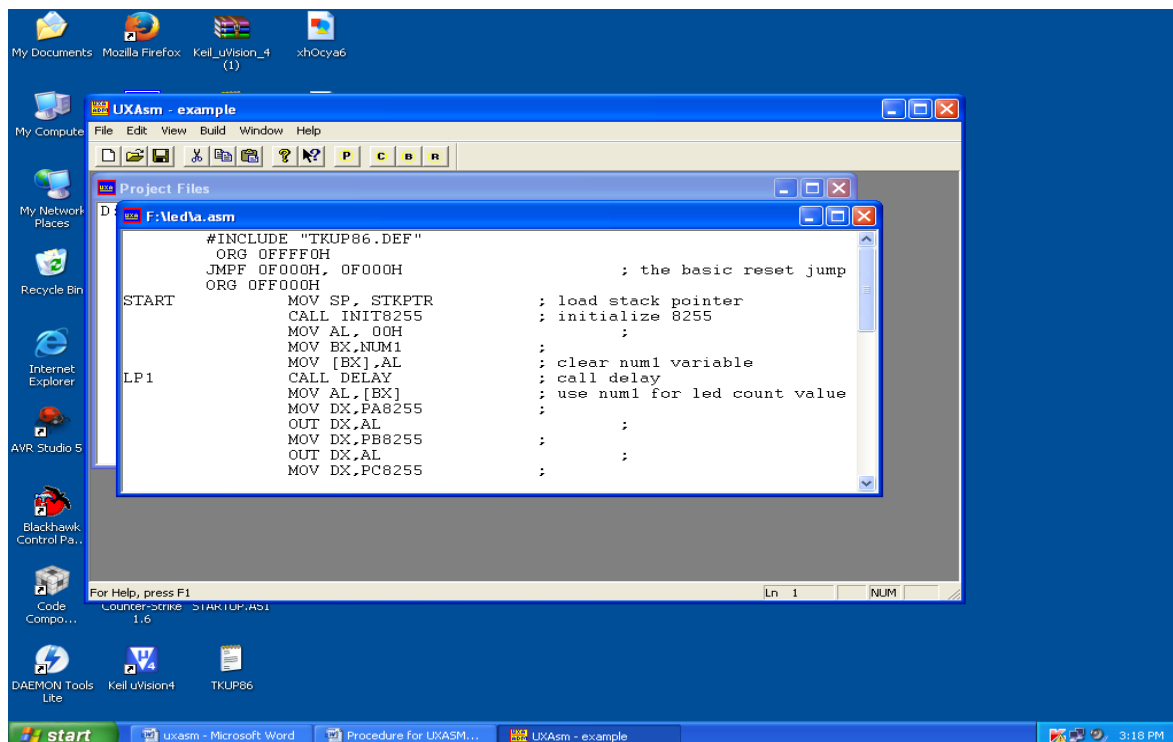 My Documents
Mozilla Firefox
Keil_uVision_4
(1)
xhOcya6
My Compute
My Network
Places
Recycle Bin
Internet
Explorer
AVR Studio 5
Blackhawk
Control Pa...
Code
Compo...
Counter-Strike
1.6
STARTUP.A51
DAEMON Tools
Lite
Keil uVision4
TKUP86
UXAsm - example
File Edit View Build Window Help
P C B R
Project Files
D:
F:\led\a.asm
#INCLUDE "TKUP86.DEF"
ORG 0FFFF0H
JMPF 0F000H, 0F000H ; the basic reset jump
ORG 0FF000H
START MOV SP, STKPTR ; load stack pointer
CALL INIT8255 ; initialize 8255
MOV AL, 00H ;
MOV BX,NUM1 ;
MOV [BX],AL ; clear num1 variable
LP1 CALL DELAY ; call delay
MOV AL,[BX] ; use num1 for led count value
MOV DX,PA8255 ;
OUT DX,AL ;
MOV DX,PB8255 ;
OUT DX,AL ;
MOV DX,PC8255 ;
For Help, press F1
Ln 1
NUM
start
uxasm - Microsoft Word
Procedure for UXASM...
UXAsm - example
3:18 PM